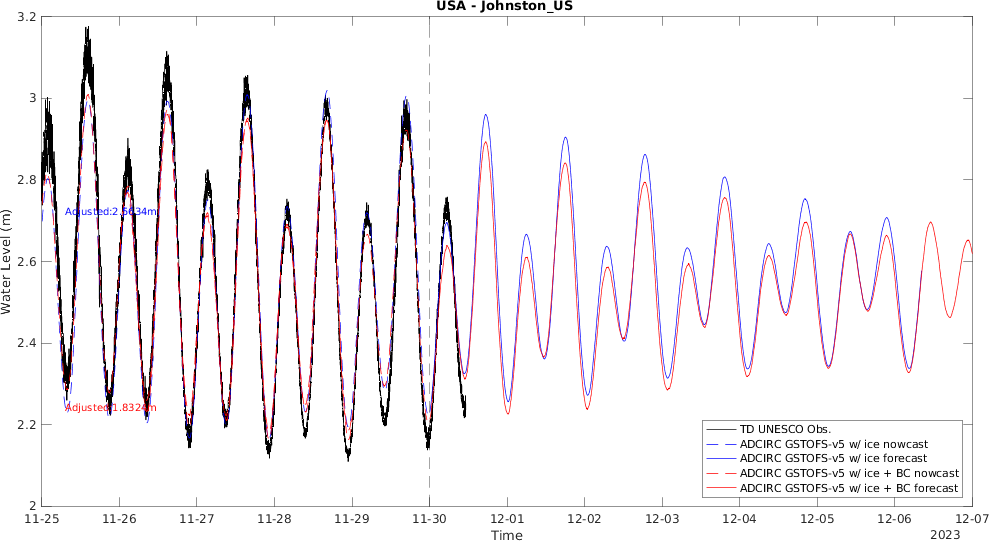 USA - Johnston_US
Water Level (m)
3.2
3
2.8
2.6
2.4
2.2
2
Adjusted:2.5634m
Adjusted:1.8324m
TD UNESCO Obs.
ADCIRC GSTOFS-v5 w/ ice nowcast
ADCIRC GSTOFS-v5 w/ ice forecast
ADCIRC GSTOFS-v5 w/ ice + BC nowcast
ADCIRC GSTOFS-v5 w/ ice + BC forecast
11-25 11-26 11-27 11-28 11-29 11-30 12-01 12-02 12-03 12-04 12-05 12-06 12-07
Time
2023